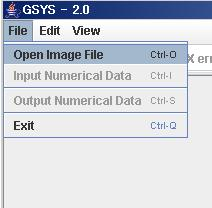 GSYS - 2.0
File Edit View
Open Image File Ctrl-O
Input Numerical Data Ctrl-I
Output Numerical Data Ctrl-S
Exit Ctrl-Q